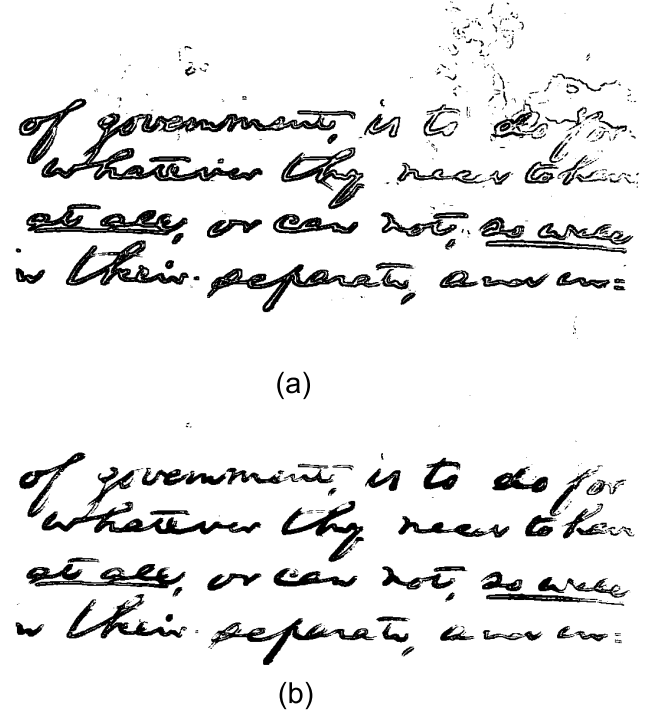 of government, is to do for
whatever they need to have
at all, or can not, so well
in their separate, and in=
(a)
of government, is to do for
whatever they need to have
at all, or can not, so well
in their separate, and in=
(b)